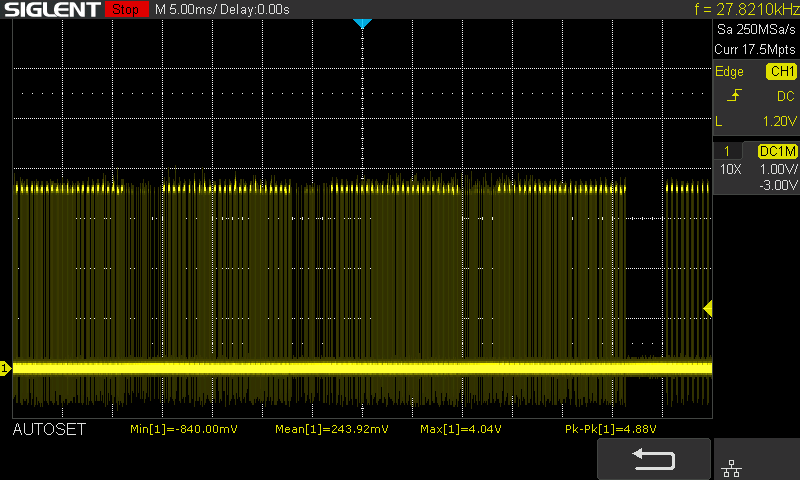 SIGLENT Stop M 5.00ms/ Delay:0.00s f = 27.8210kHz
Sa 250MSa/s
Curr 17.5Mpts
Edge CH1
DC
L 1.20V
1 DC1M
10X 1.00V/
-3.00V
1
AUTOSET Min[1]=-840.00mV Mean[1]=243.92mV Max[1]=4.04V Pk-Pk[1]=4.88V